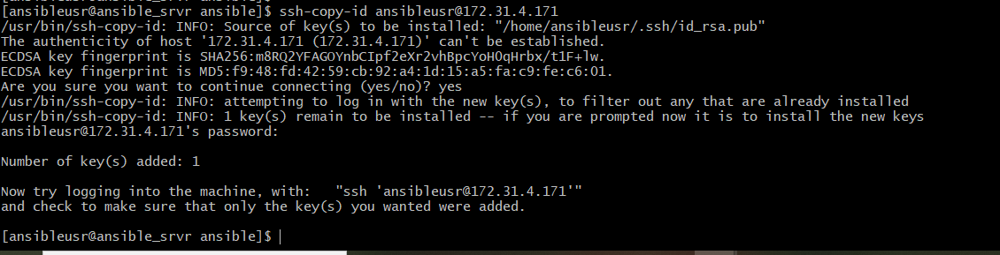 [ansibleusr@ansible_srvr ansible]$ ssh-copy-id ansibleusr@172.31.4.171
/usr/bin/ssh-copy-id: INFO: Source of key(s) to be installed: "/home/ansibleusr/.ssh/id_rsa.pub"
The authenticity of host '172.31.4.171 (172.31.4.171)' can't be established.
ECDSA key fingerprint is SHA256:m8RQ2YFAGOYnbCIpf2eXr2vhBpcYoHOqHrbx/t1F+lw.
ECDSA key fingerprint is MD5:f9:48:fd:42:59:cb:92:a4:1d:15:a5:fa:c9:fe:c6:01.
Are you sure you want to continue connecting (yes/no)? yes
/usr/bin/ssh-copy-id: INFO: attempting to log in with the new key(s), to filter out any that are already installed
/usr/bin/ssh-copy-id: INFO: 1 key(s) remain to be installed -- if you are prompted now it is to install the new keys
ansibleusr@172.31.4.171's password:
Number of key(s) added: 1
Now try logging into the machine, with:   "ssh 'ansibleusr@172.31.4.171'"
and check to make sure that only the key(s) you wanted were added.
[ansibleusr@ansible_srvr ansible]$